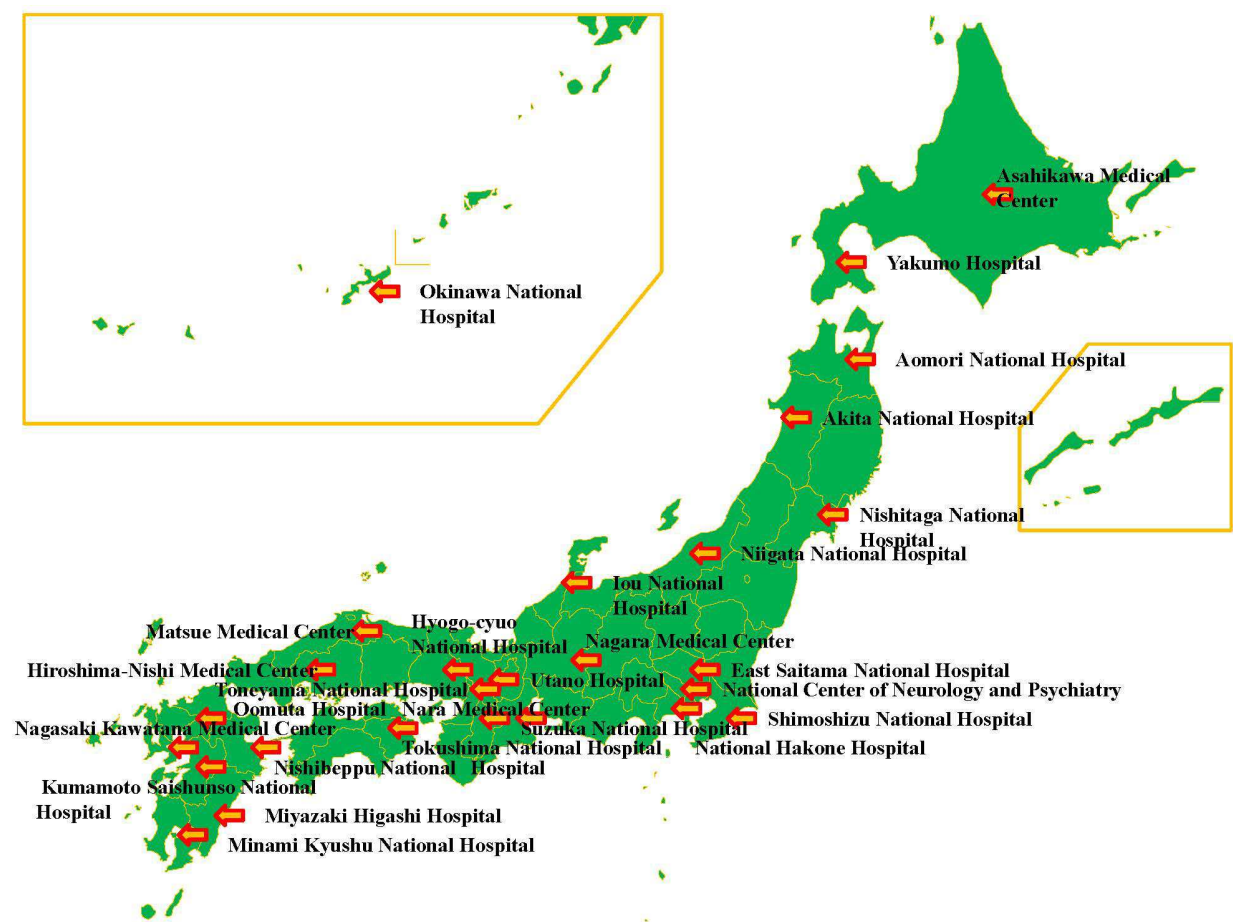 Asahikawa Medical
Center
Yakumo Hospital
Okinawa National
Hospital
Aomori National Hospital
Akita National Hospital
Nishitaga National
Hospital
Niigata National Hospital
Iou National
Hospital
Hyogo-cyuo
National Hospital
Matsue Medical Center
Nagara Medical Center
Hiroshima-Nishi Medical Center
East Saitama National Hospital
Utano Hospital
Toneyama National Hospital
National Center of Neurology and Psychiatry
Oomuta Hospital
Nara Medical Center
Shimoshizu National Hospital
Nagasaki Kawatana Medical Center
Suzuka National Hospital
Tokushima National Hospital
National Hakone Hospital
Nishibeppu National Hospital
Kumamoto Saishunso National
Hospital
Miyazaki Higashi Hospital
Minami Kyushu National Hospital